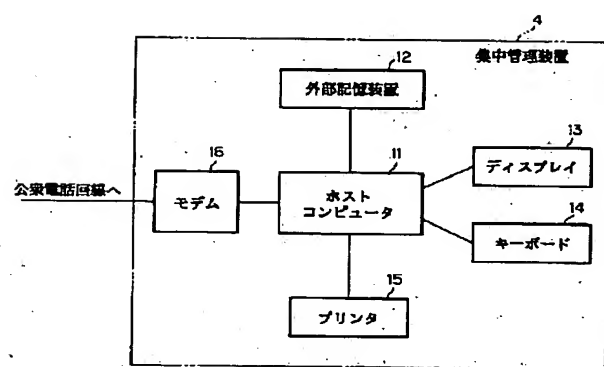 4
集中管理装置
12
外部記憶装置
13
ディスプレイ
16
11
公衆電話回線へ
モデム
ホスト
コンピュータ
14
キーボード
15
プリンタ